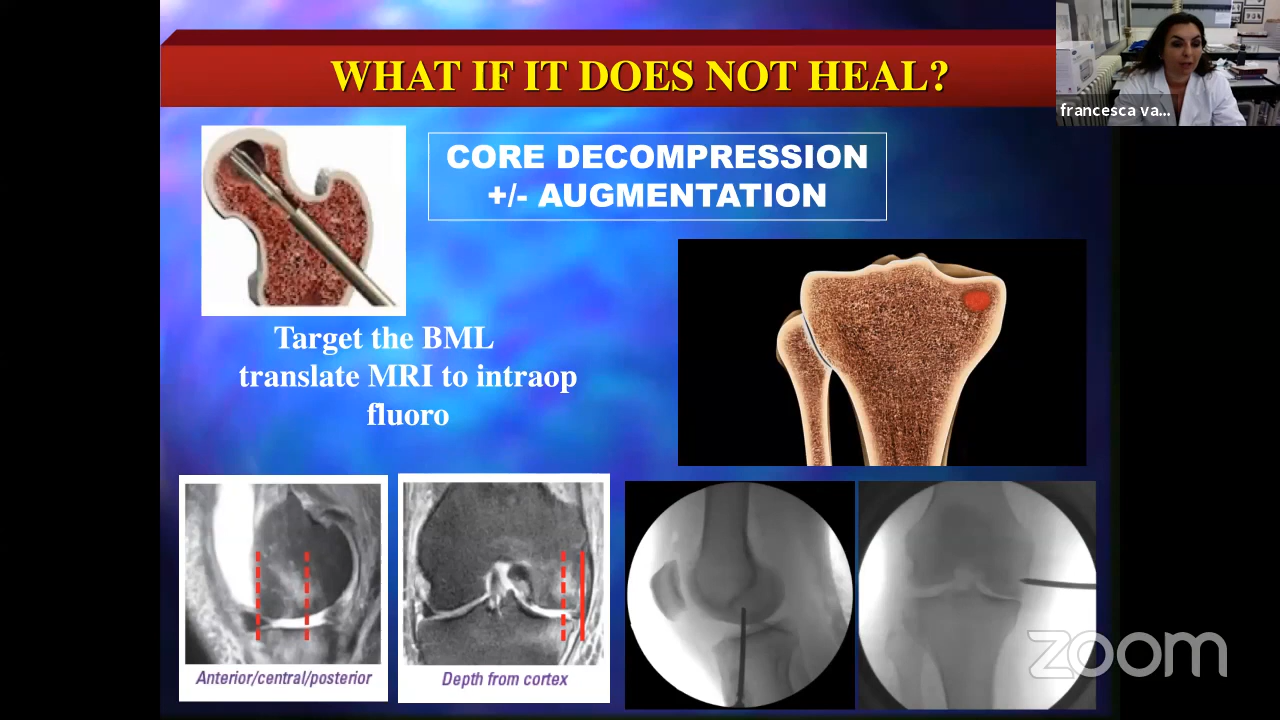 WHAT IF IT DOES NOT HEAL?
francesca va...
CORE DECOMPRESSION
+/- AUGMENTATION
Target the BML
translate MRI to intraop
fluoro
Anterior/central/posterior
Depth from cortex
zoom